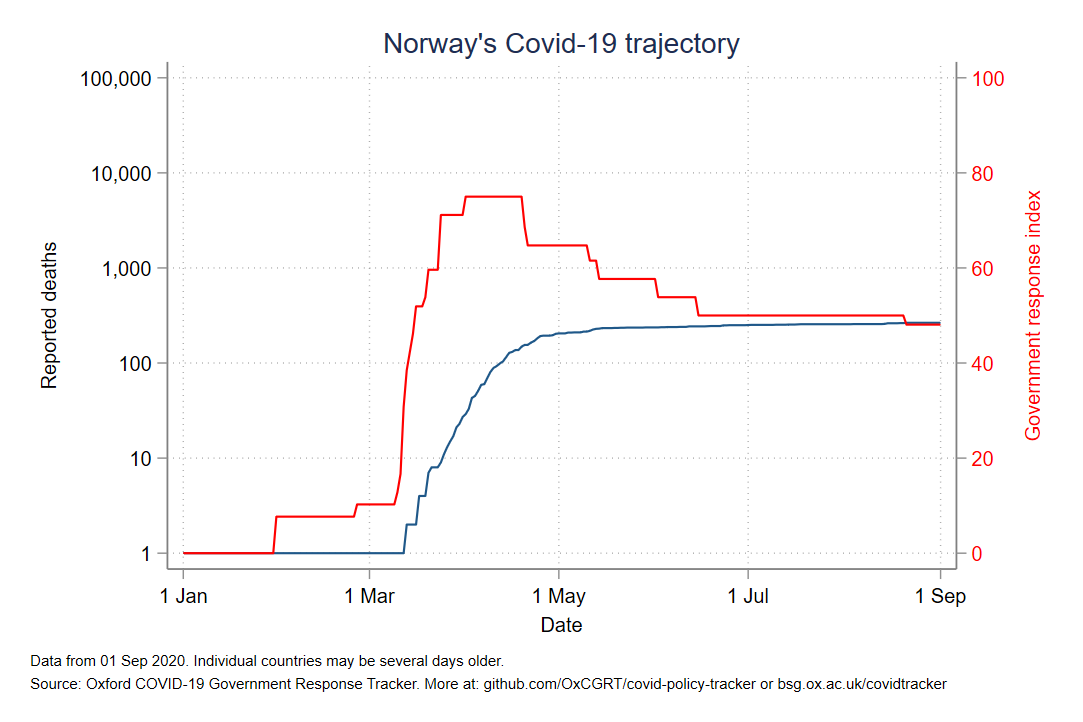 Norway's Covid-19 trajectory
100,000
10,000
1,000
100
10
1
Reported deaths
100
80
60
40
20
0
Government response index
1 Jan 1 Mar 1 May 1 Jul 1 Sep
Date
Data from 01 Sep 2020. Individual countries may be several days older.
Source: Oxford COVID-19 Government Response Tracker. More at: github.com/OxCGRT/covid-policy-tracker or bsg.ox.ac.uk/covidtracker